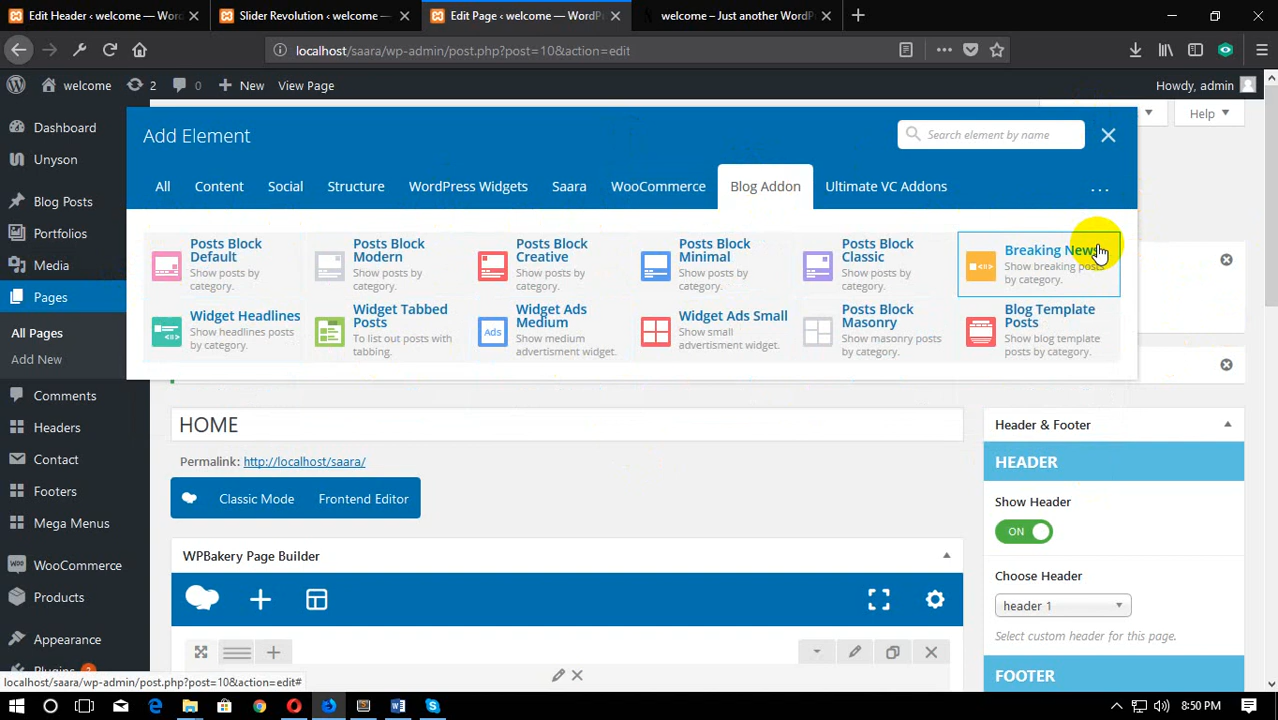 Edit Header ‹ welcome — Word
Slider Revolution ‹ welcome —
Edit Page ‹ welcome — WordP
welcome – Just another WordP
localhost/saara/wp-admin/post.php?post=10&action=edit
welcome
2
0
New
View Page
Howdy, admin
Dashboard
Unyson
Blog Posts
Portfolios
Media
Pages
All Pages
Add New
Comments
Headers
Contact
Footers
Mega Menus
WooCommerce
Products
Appearance
Plugins
Help
Add Element
Search element by name
All
Content
Social
Structure
WordPress Widgets
Saara
WooCommerce
Blog Addon
Ultimate VC Addons
...
Posts Block
Default
Show posts by
category.
Posts Block
Modern
Show posts by
category.
Posts Block
Creative
Show posts by
category.
Posts Block
Minimal
Show posts by
category.
Posts Block
Classic
Show posts by
category.
Breaking News
Show breaking posts
by category.
Widget Headlines
Show headlines posts
by category.
Widget Tabbed
Posts
To list out posts with
tabbing.
Ads
Widget Ads
Medium
Show medium
advertisment widget.
Widget Ads Small
Show small
advertisment widget.
Posts Block
Masonry
Show masonry posts
by category.
Blog Template
Posts
Show blog template
posts by category.
HOME
Permalink: http://localhost/saara/
Classic Mode
Frontend Editor
WPBakery Page Builder
Header & Footer
HEADER
Show Header
ON
Choose Header
header 1
Select custom header for this page.
FOOTER
localhost/saara/wp-admin/post.php?post=10&action=edit#
8:50 PM